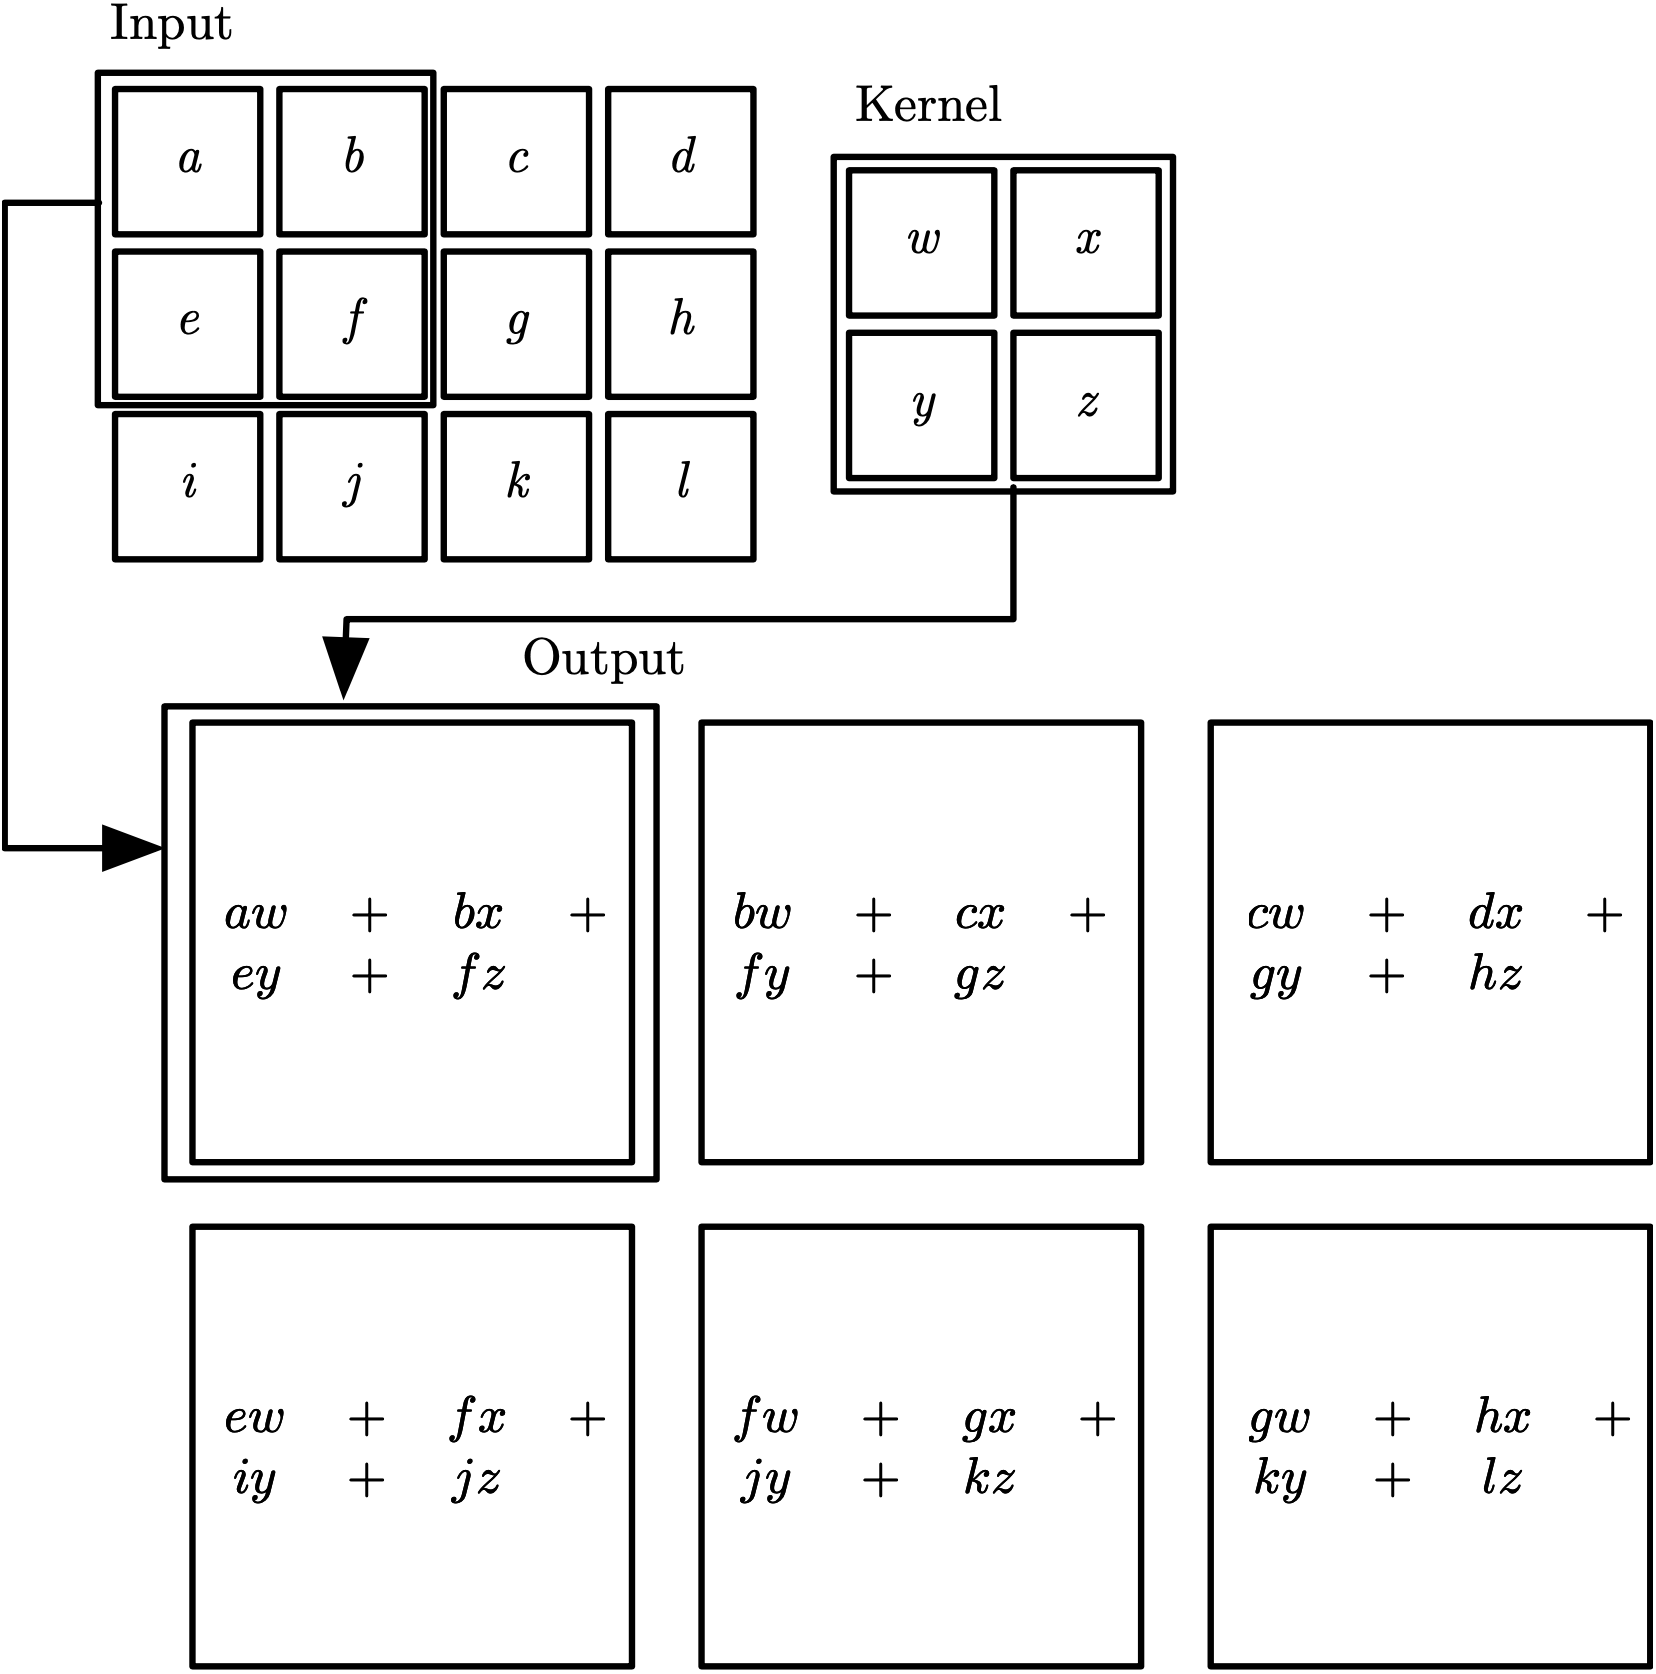 Input
Kernel
a b c d
e f g h
i j k l
w x
y z
Output
aw + bx +
ey + fz
bw + cx +
fy + gz
cw + dx +
gy + hz
ew + fx +
iy + jz
fw + gx +
jy + kz
gw + hx +
ky + lz